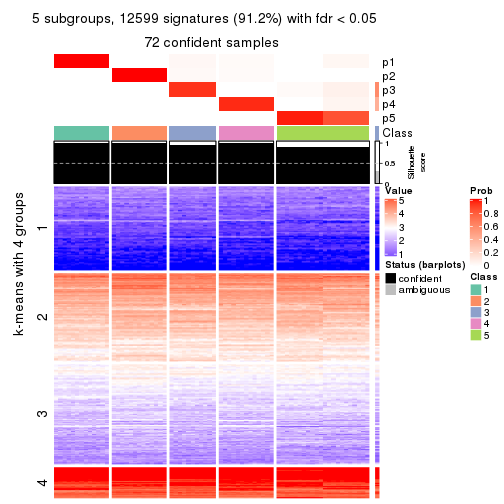 5 subgroups, 12599 signatures (91.2%) with fdr < 0.05
72 confident samples
p1
p2
p3
p4
p5
Class
1
0.5
0
Silhouette
score
k-means with 4 groups
1
2
3
4
Value
5
4
3
2
1
Status (barplots)
confident
ambiguous
Prob
1
0.8
0.6
0.4
0.2
0
Class
1
2
3
4
5